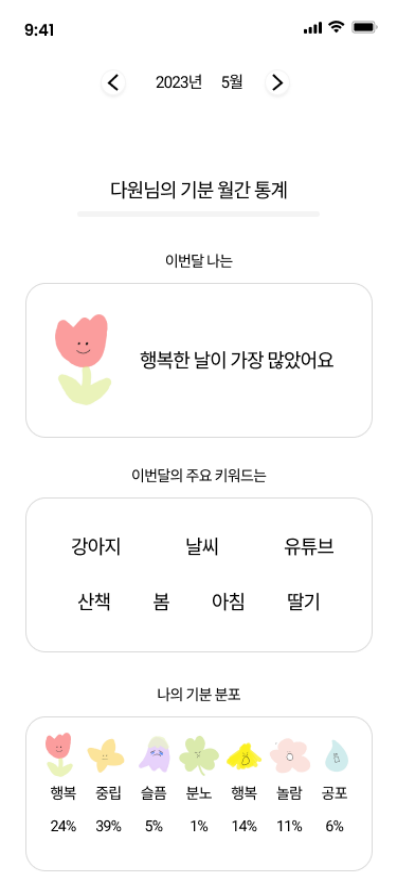 9:41
2023년 5월
다원님의 기분 월간 통계
이번달 나는
행복한 날이 가장 많았어요
이번달의 주요 키워드는
강아지 날씨 유튜브
산책 봄 아침 딸기
나의 기분 분포
행복 중립 슬픔 분노 행복 놀람 공포
24% 39% 5% 1% 14% 11% 6%